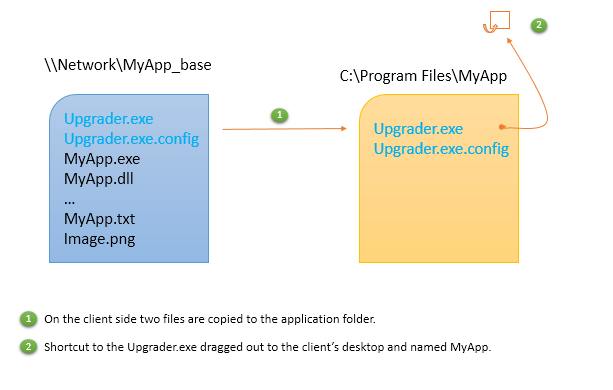 2
\\Network\MyApp_base
C:\Program Files\MyApp
1
Upgrader.exe
Upgrader.exe.config
MyApp.exe
MyApp.dll
...
MyApp.txt
Image.png
Upgrader.exe
Upgrader.exe.config
1 On the client side two files are copied to the application folder.
2 Shortcut to the Upgrader.exe dragged out to the client’s desktop and named MyApp.